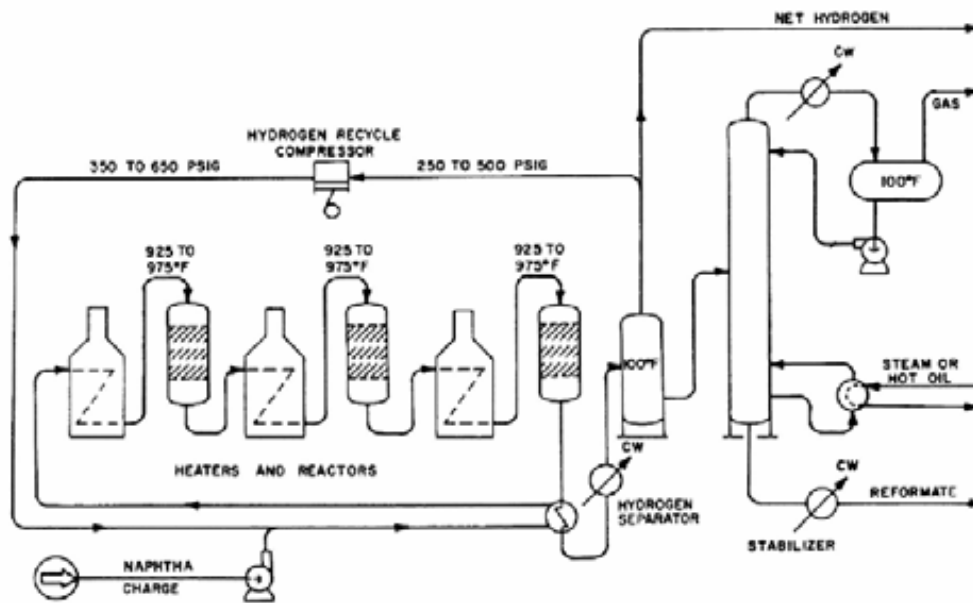 NET HYDROGEN
CW
GAS
HYDROGEN RECYCLE
COMPRESSOR
350 TO 650 PSIG
250 TO 500 PSIG
100°F
925 TO
975°F
925 TO
975°F
925 TO
975°F
100°F
STEAM OR
HOT OIL
HEATERS AND REACTORS
CW
HYDROGEN
SEPARATOR
CW
REFORMATE
STABILIZER
NAPHTHA
CHARGE